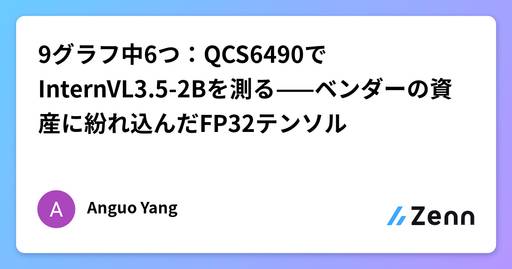 9グラフ中6つ：QCS6490で
InternVL3.5-2Bを測る——ベンダーの資
産に紛れ込んだFP32テンソル
A
Anguo Yang
Zenn